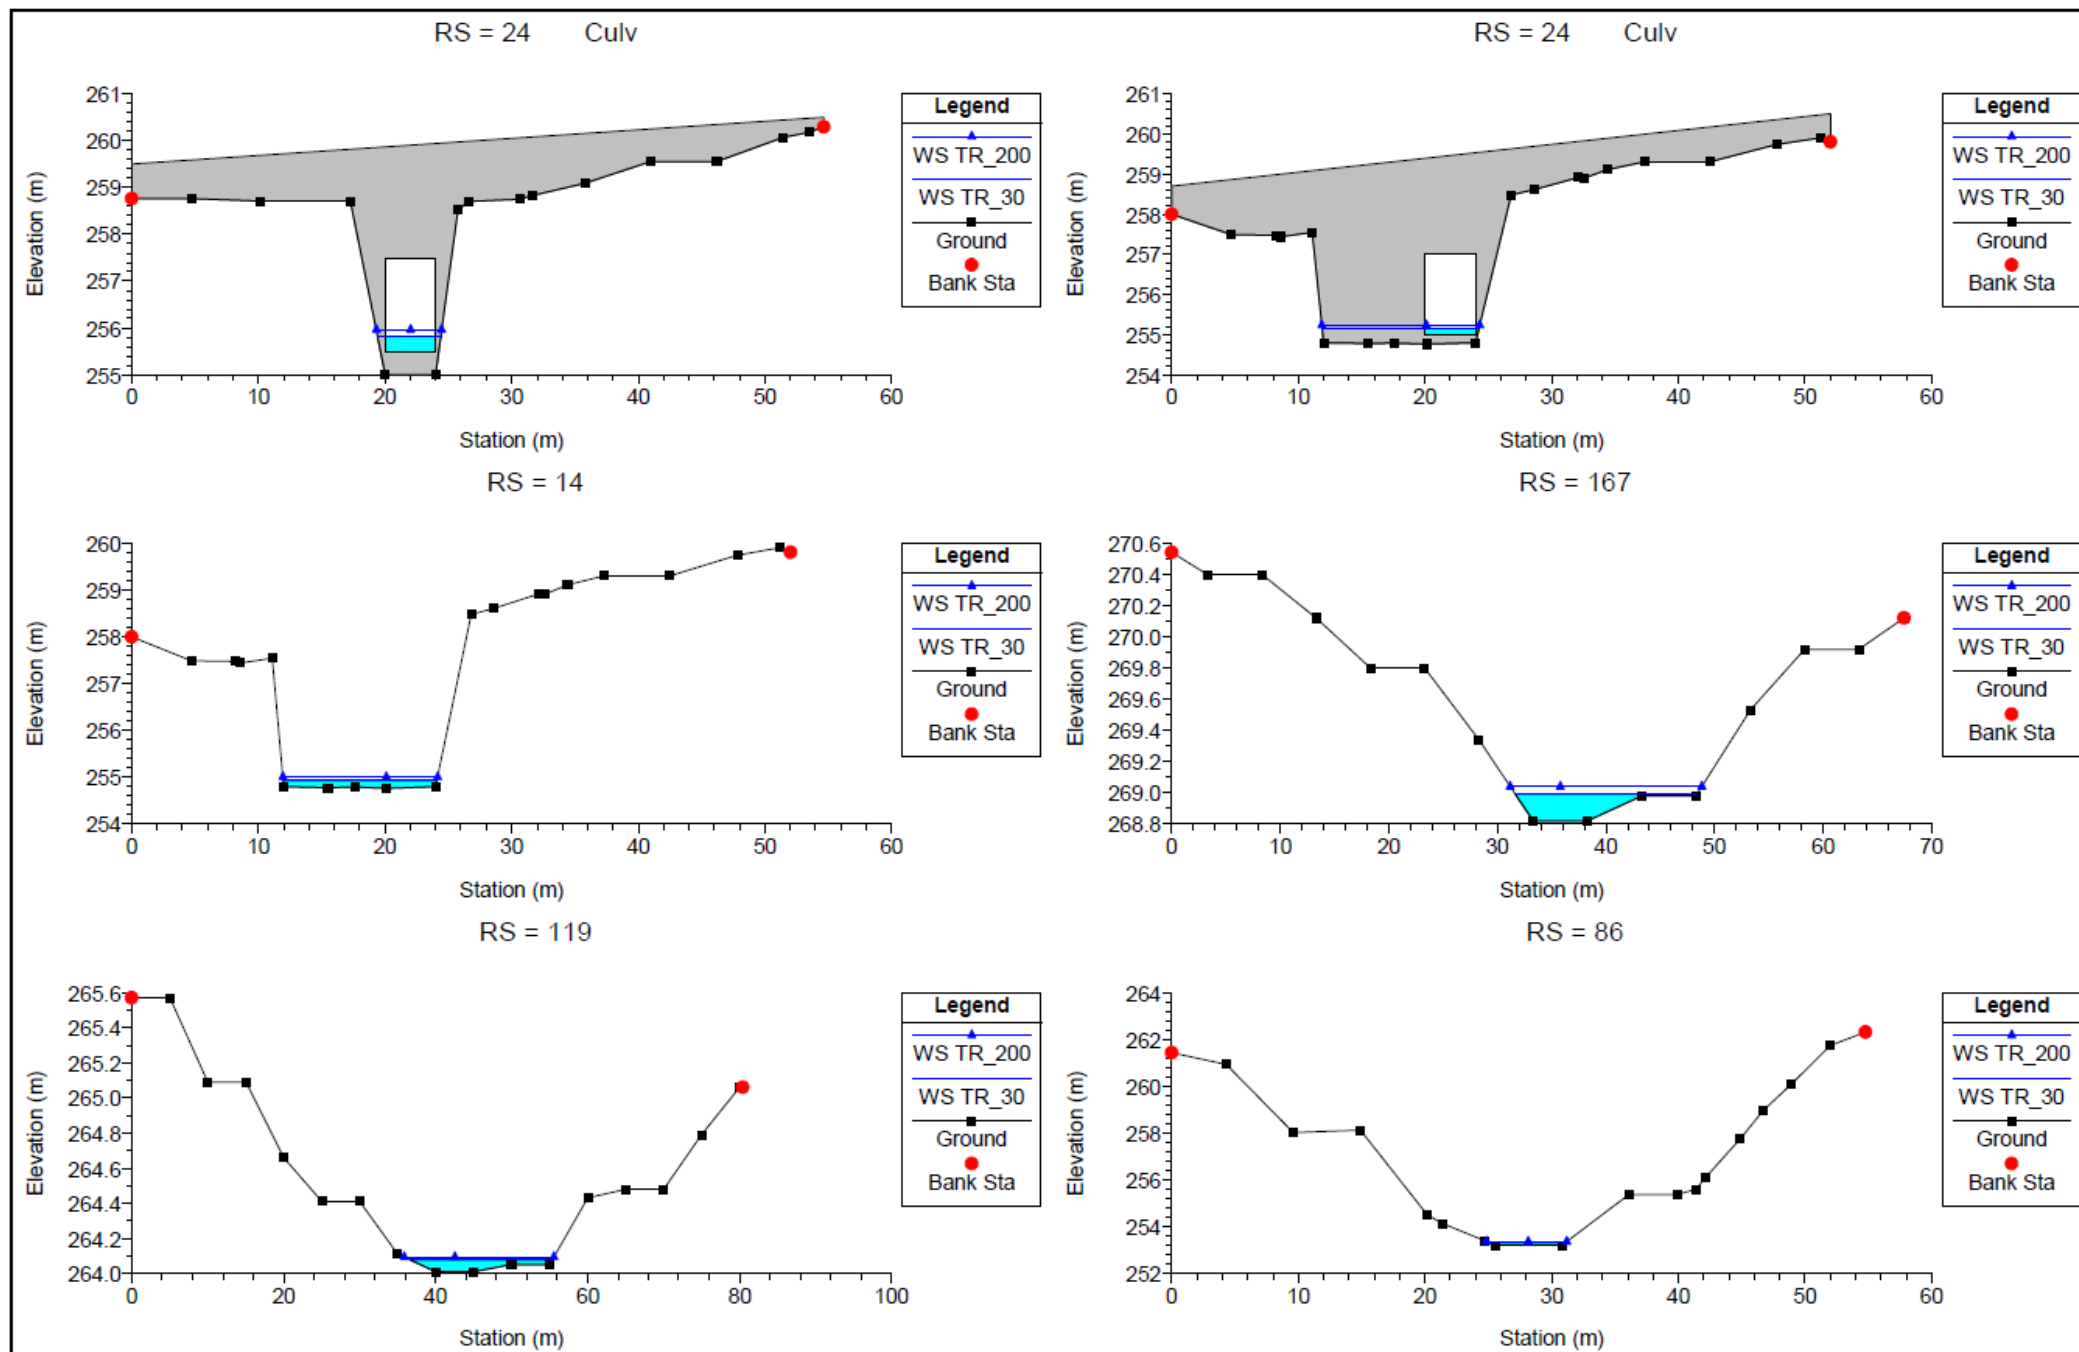 RS = 24 Culv
261
260
259
258
257
256
255
0 10 20 30 40 50 60
Elevation (m)
Station (m)
Legend
WS TR_200
WS TR_30
Ground
Bank Sta
RS = 24 Culv
261
260
259
258
257
256
255
254
0 10 20 30 40 50 60
Elevation (m)
Station (m)
Legend
WS TR_200
WS TR_30
Ground
Bank Sta
RS = 14
260
259
258
257
256
255
254
0 10 20 30 40 50 60
Elevation (m)
Station (m)
Legend
WS TR_200
WS TR_30
Ground
Bank Sta
RS = 167
270.6
270.4
270.2
270.0
269.8
269.6
269.4
269.2
269.0
268.8
0 10 20 30 40 50 60 70
Elevation (m)
Station (m)
Legend
WS TR_200
WS TR_30
Ground
Bank Sta
RS = 119
265.6
265.4
265.2
265.0
264.8
264.6
264.4
264.2
264.0
0 20 40 60 80 100
Elevation (m)
Station (m)
Legend
WS TR_200
WS TR_30
Ground
Bank Sta
RS = 86
264
262
260
258
256
254
252
0 10 20 30 40 50 60
Elevation (m)
Station (m)
Legend
WS TR_200
WS TR_30
Ground
Bank Sta